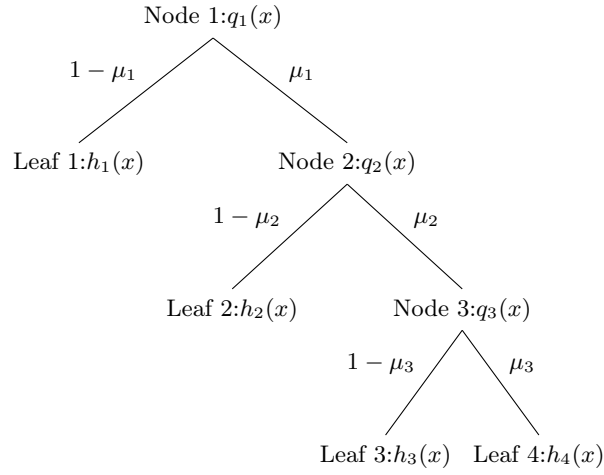 Node 1:q₁(x)
1 − μ₁ μ₁
Leaf 1:h₁(x) Node 2:q₂(x)
1 − μ₂ μ₂
Leaf 2:h₂(x) Node 3:q₃(x)
1 − μ₃ μ₃
Leaf 3:h₃(x) Leaf 4:h₄(x)